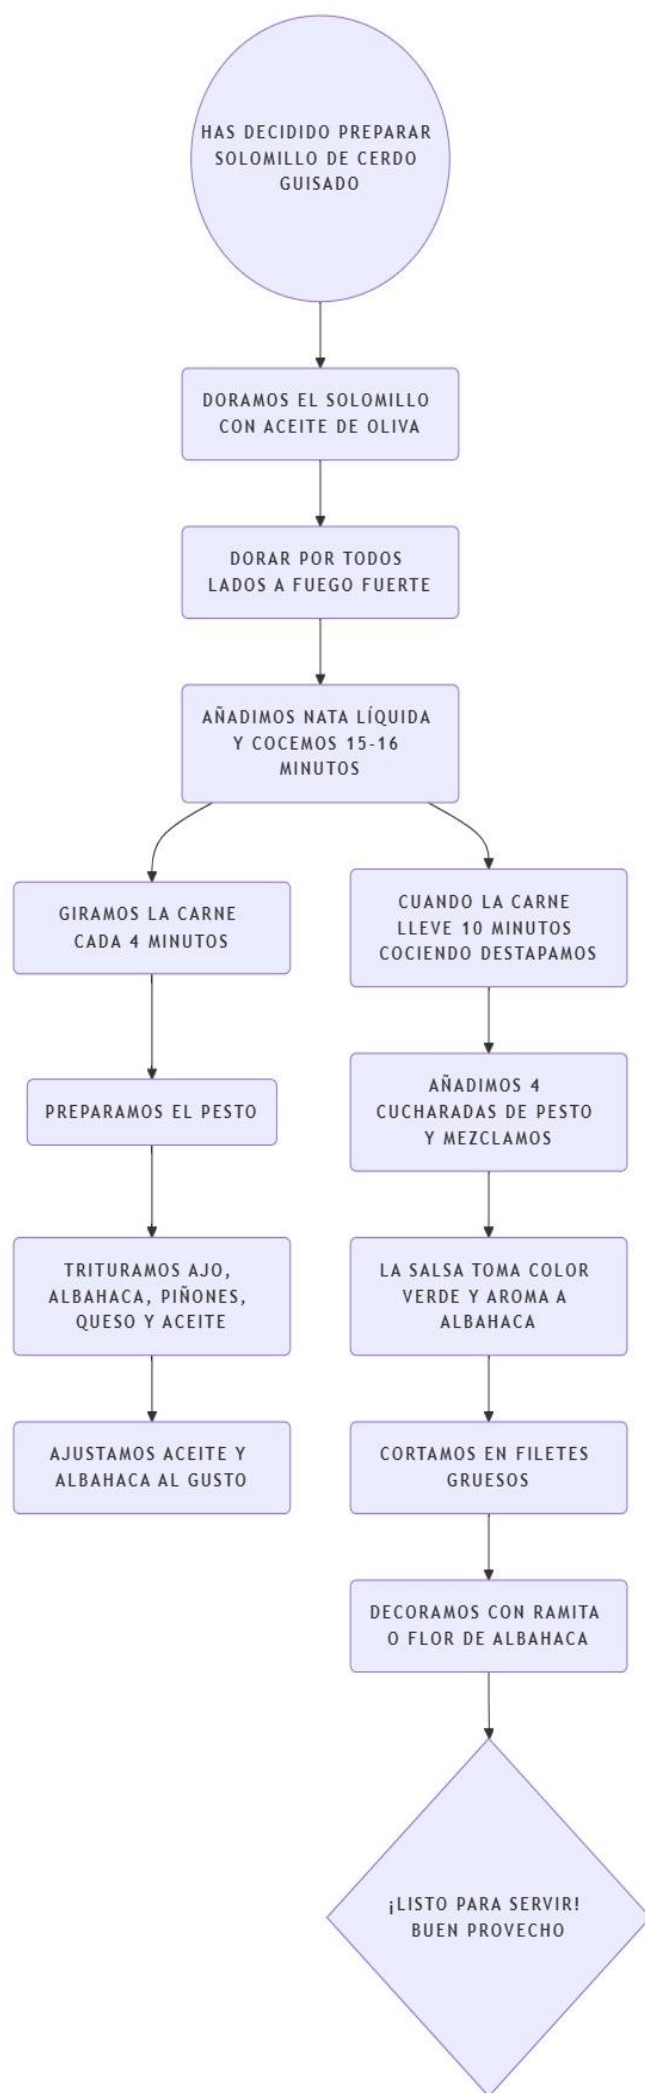 HAS DECIDIDO PREPARAR
SOLOMILLO DE CERDO
GUISADO
DORAMOS EL SOLOMILLO
CON ACEITE DE OLIVA
DORAR POR TODOS
LADOS A FUEGO FUERTE
AÑADIMOS NATA LÍQUIDA
Y COCEMOS 15-16
MINUTOS
GIRAMOS LA CARNE
CADA 4 MINUTOS
PREPARAMOS EL PESTO
TRITURAMOS AJO,
ALBAHACA, PIÑONES,
QUESO Y ACEITE
AJUSTAMOS ACEITE Y
ALBAHACA AL GUSTO
CUANDO LA CARNE
LLEVE 10 MINUTOS
COCIENDO DESTAPAMOS
AÑADIMOS 4
CUCHARADAS DE PESTO
Y MEZCLAMOS
LA SALSA TOMA COLOR
VERDE Y AROMA A
ALBAHACA
CORTAMOS EN FILETES
GRUESOS
DECORAMOS CON RAMITA
O FLOR DE ALBAHACA
¡LISTO PARA SERVIR!
BUEN PROVECHO